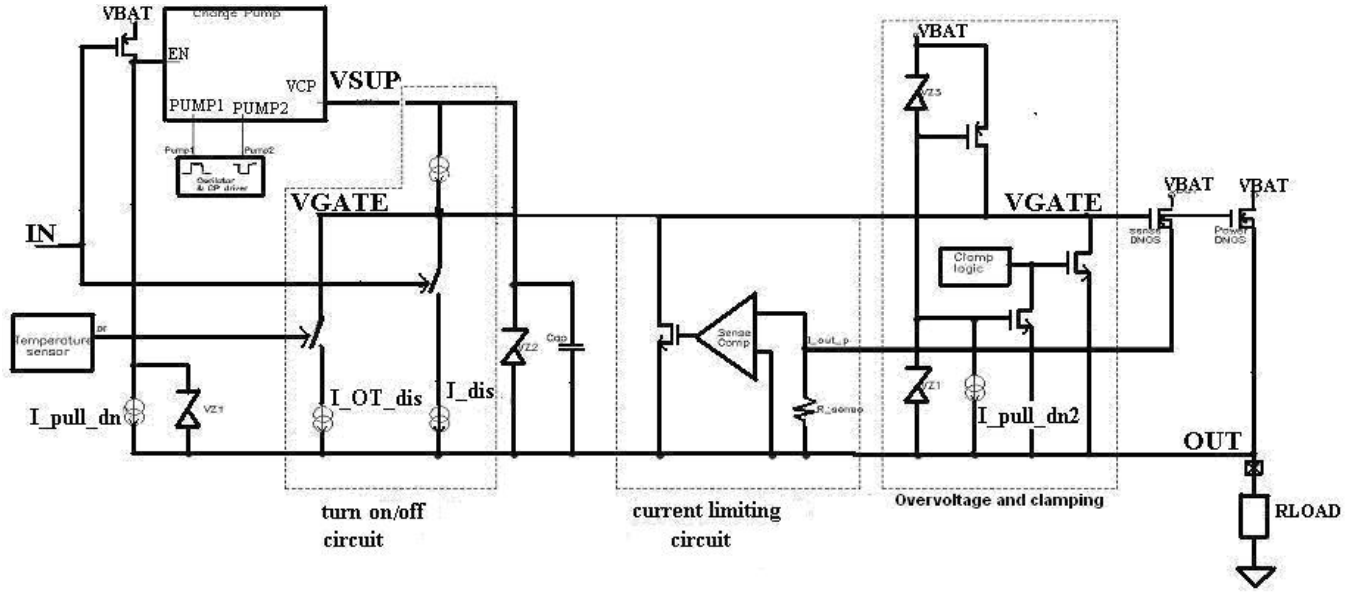 VBAT
Charge Pump
EN
VCP
VSUP
PUMP1 PUMP2
Pump1 Pump2
Oscilator
& CP driver
IN
VGATE
Temperature
sensor
I_pull_dn
VZ1
I_OT_dis
I_dis
VZ2
Cap
turn on/off
circuit
Sense
Comp
I_out_p
R_sense
current limiting
circuit
VBAT
VZ3
VGATE
Clamp
logic
VZ1
I_pull_dn2
Overvoltage and clamping
VBAT
VBAT
sense
DMOS
Power
DMOS
OUT
RLOAD